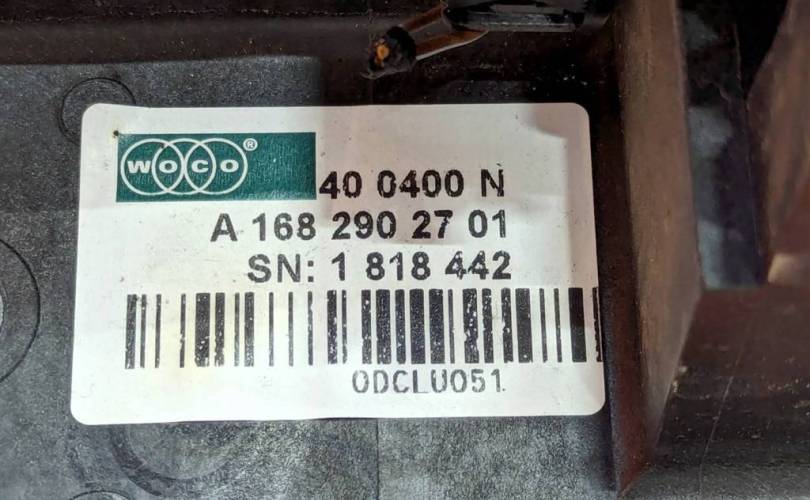 WOCO®
40 0400 N
A 168 290 27 01
SN: 1 818 442
0DCLU051